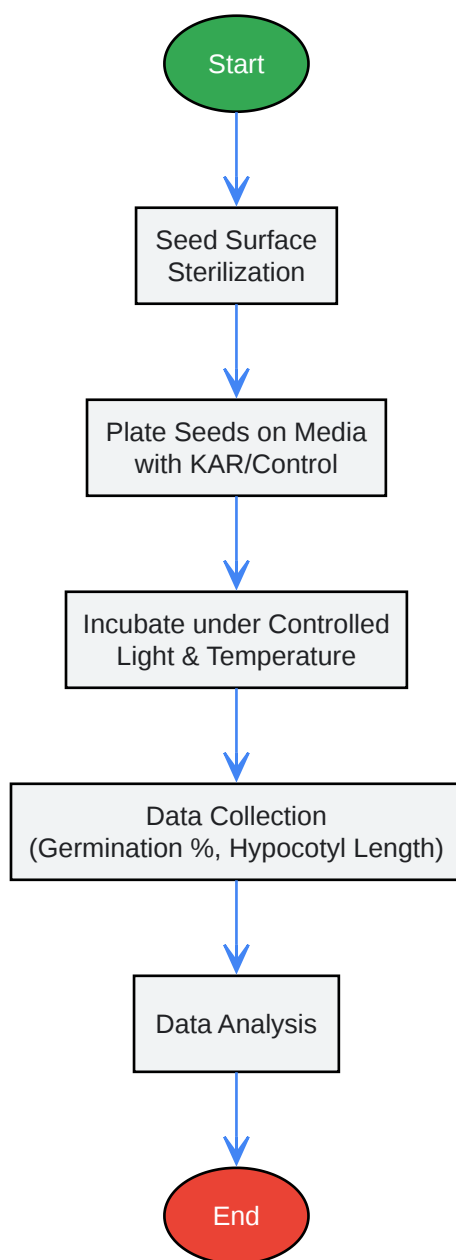 Start
Seed Surface
Sterilization
Plate Seeds on Media
with KAR/Control
Incubate under Controlled
Light & Temperature
Data Collection
(Germination %, Hypocotyl Length)
Data Analysis
End